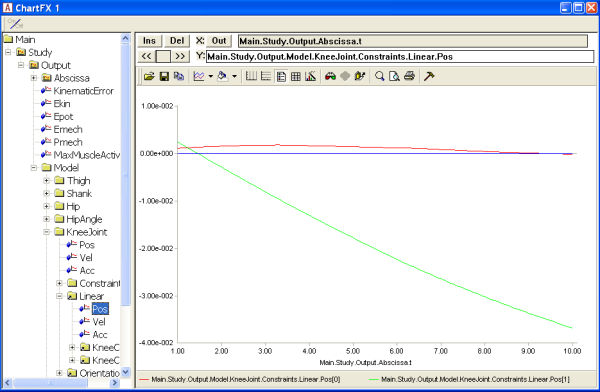 ChartFX 1
Main
Study
Output
Abscissa
KinematicError
Ekin
Epot
Emech
Pmech
MaxMuscleActiv
Model
Thigh
Shank
Hip
HipAngle
KneeJoint
Pos
Vel
Acc
Constraint
Linear
Pos
Vel
Acc
KneeC
KneeC
Orientatio
Ins Del X: Out Main.Study.Output.Abscissa.t
<< >> Y: Main.Study.Output.Model.KneeJoint.Constraints.Linear.Pos
1.00e-002
0.00e+000
-1.00e-002
-2.00e-002
-3.00e-002
-4.00e-002
1.00 2.00 3.00 4.00 5.00 6.00 7.00 8.00 9.00 10.00
Main.Study.Output.Abscissa.t
Main.Study.Output.Model.KneeJoint.Constraints.Linear.Pos[0] Main.Study.Output.Model.KneeJoint.Constraints.Linear.Pos[1]